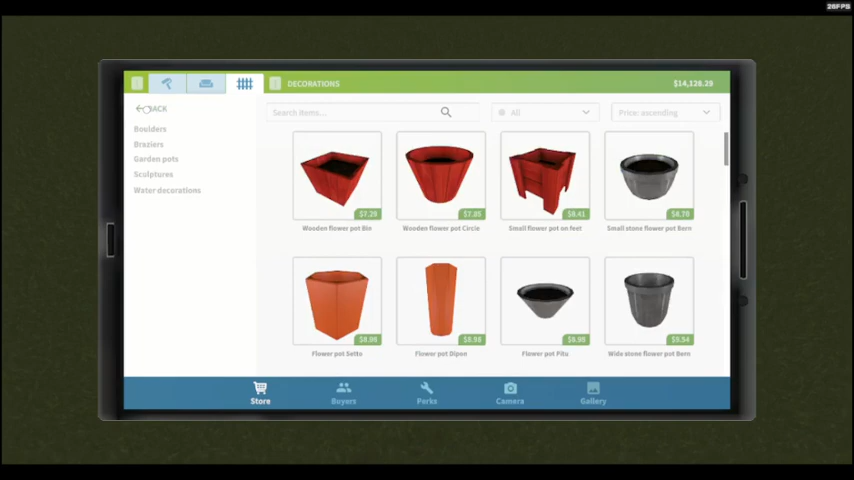 26FPS
DECORATIONS
$14,126.29
BACK
Search items...
All
Price: ascending
Boulders
Braziers
Garden pots
Sculptures
Water decorations
$7.26
$7.85
$8.41
$8.70
Wooden flower pot Bio
Wooden flower pot Circle
Small flower pot on feet
Small stone flower pot Bern
$8.96
$8.98
$8.98
$9.54
Flower pot Setto
Flower pot Dipen
Flower pot Pitu
Wide stone flower pot Bern
Store
Buyers
Perks
Camera
Gallery